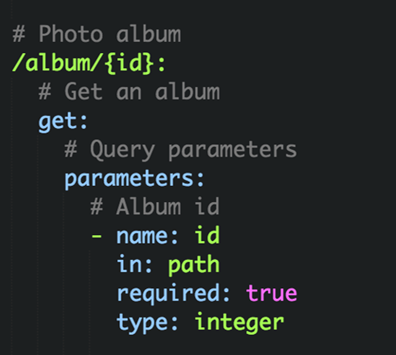 # Photo album
/album/{id}:
# Get an album
get:
# Query parameters
parameters:
# Album id
- name: id
in: path
required: true
type: integer